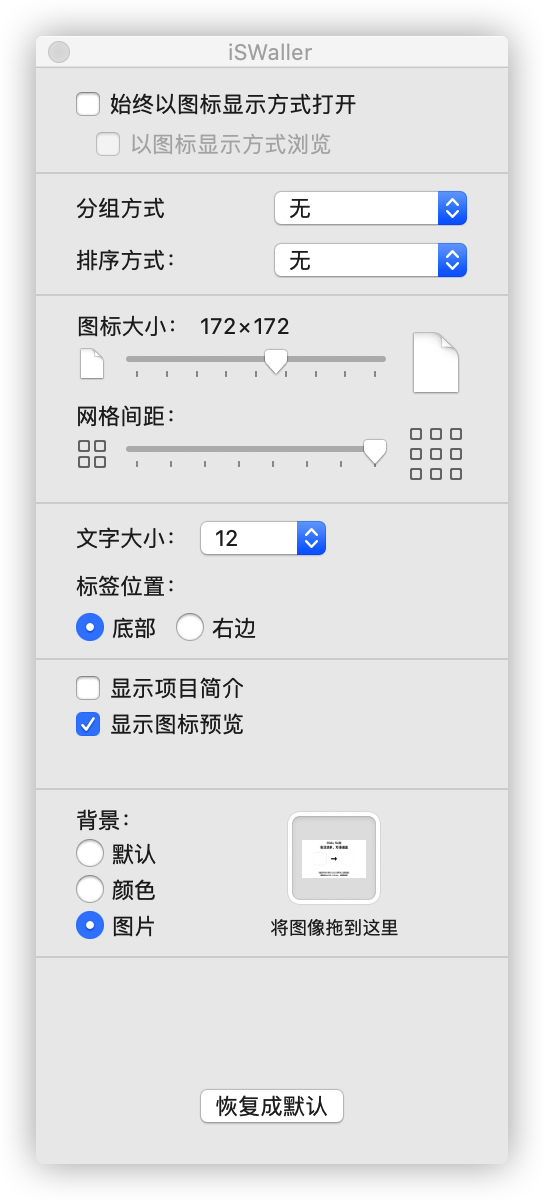 iSWaller
始终以图标显示方式打开
以图标显示方式浏览
分组方式 无
排序方式： 无
图标大小： 172×172
网格间距：
文字大小： 12
标签位置：
底部 右边
显示项目简介
显示图标预览
背景：
默认
颜色
图片
将图像拖到这里
恢复成默认